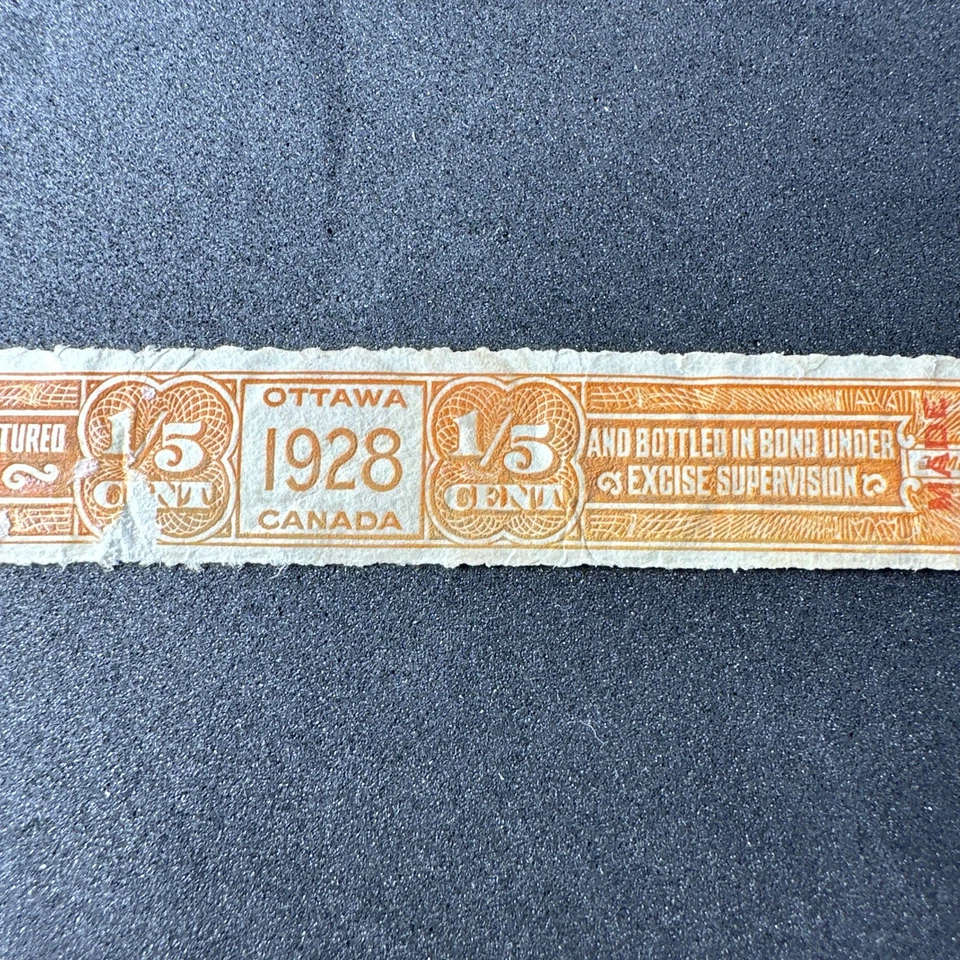 TURED
1/5
CENT
OTTAWA
1928
CANADA
1/5
CENT
AND BOTTLED IN BOND UNDER
EXCISE SUPERVISION